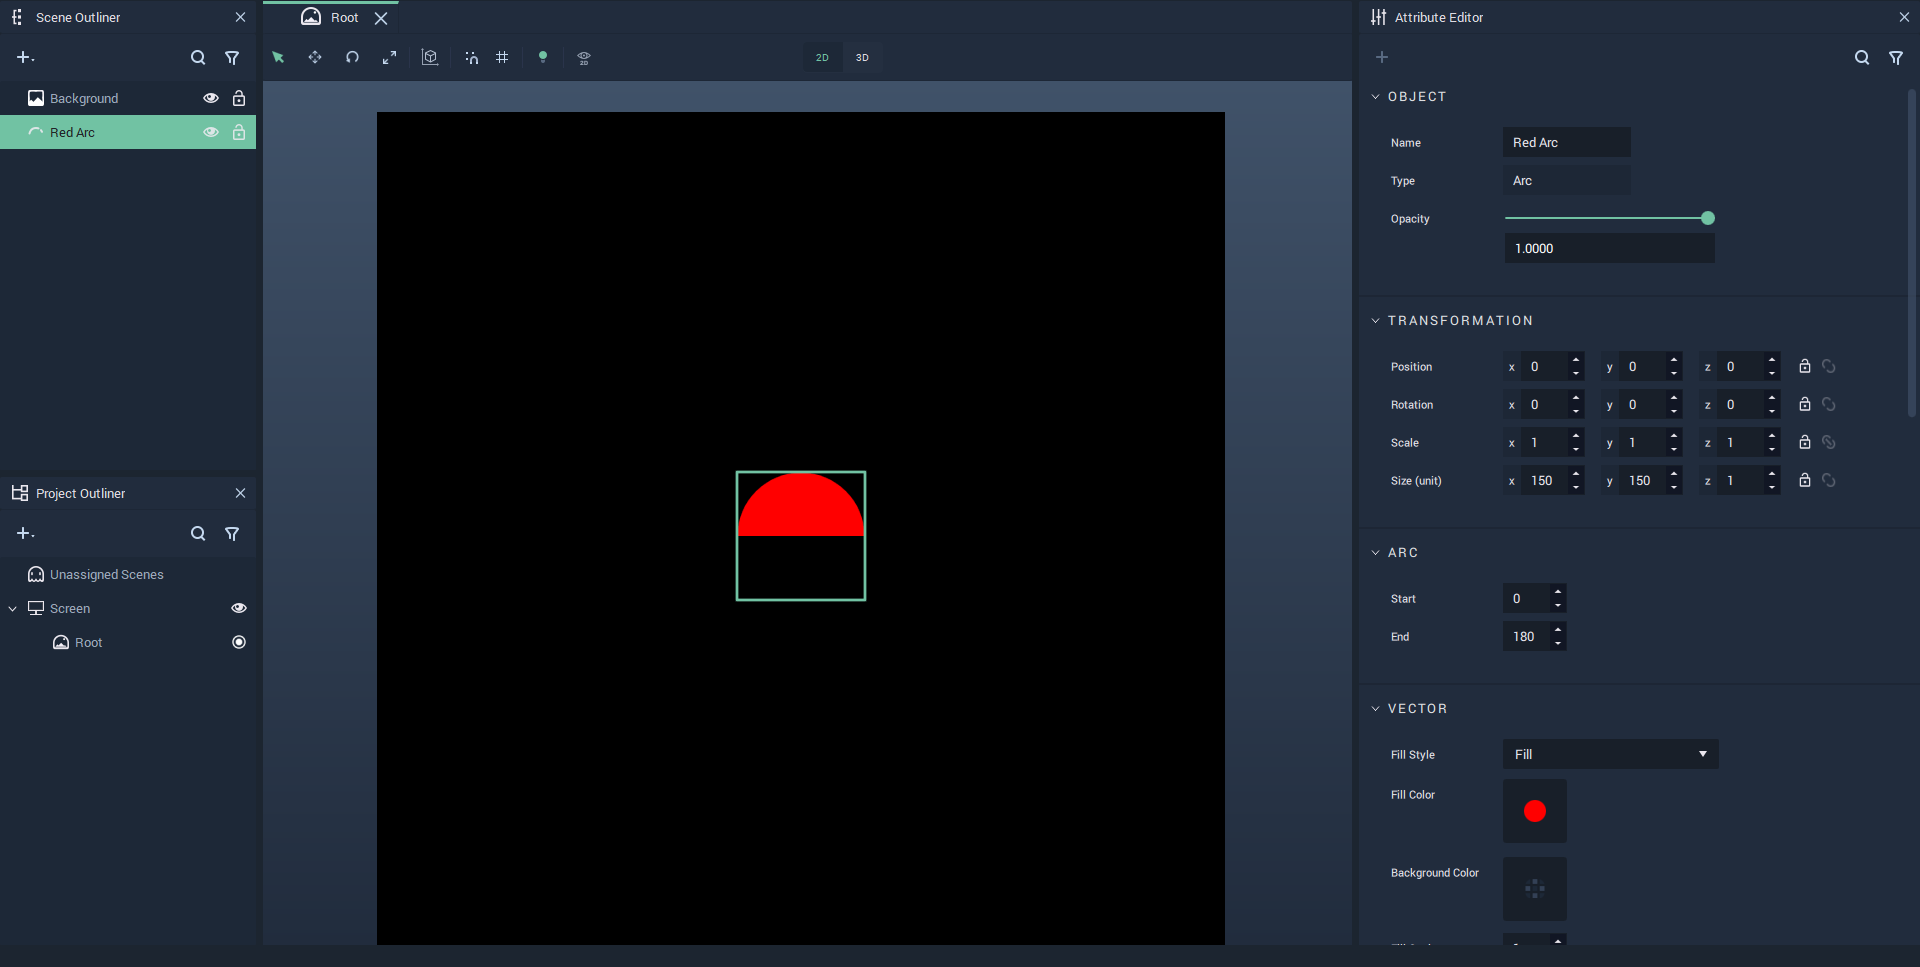 Scene Outliner
Background
Red Arc
Project Outliner
Unassigned Scenes
Screen
Root
Root
2D
2D 3D
Attribute Editor
OBJECT
Name Red Arc
Type Arc
Opacity
1.0000
TRANSFORMATION
Position x 0 y 0 z 0
Rotation x 0 y 0 z 0
Scale x 1 y 1 z 1
Size (unit) x 150 y 150 z 1
ARC
Start 0
End 180
VECTOR
Fill Style Fill
Fill Color
Background Color